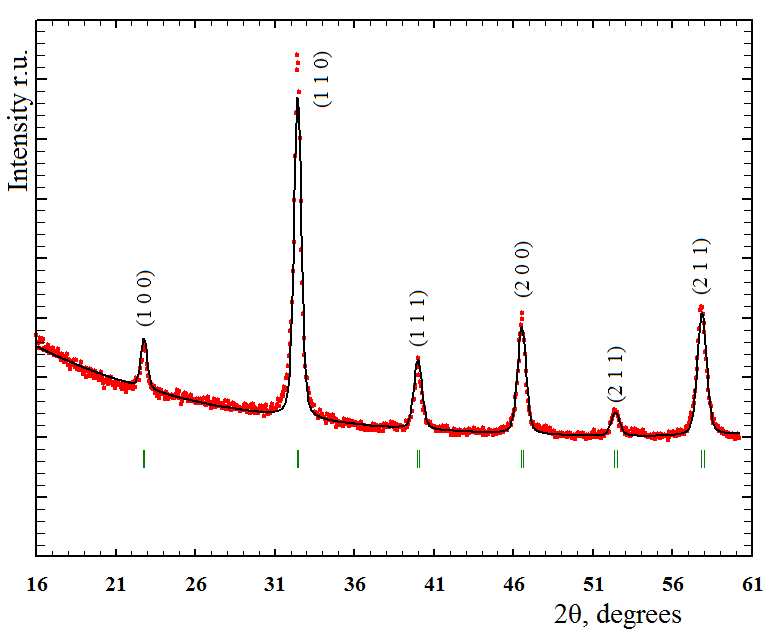 Intensity r.u.
(1 0 0)
(1 1 0)
(1 1 1)
(2 0 0)
(2 1 1)
(2 1 1)
16 21 26 31 36 41 46 51 56 61
2θ, degrees